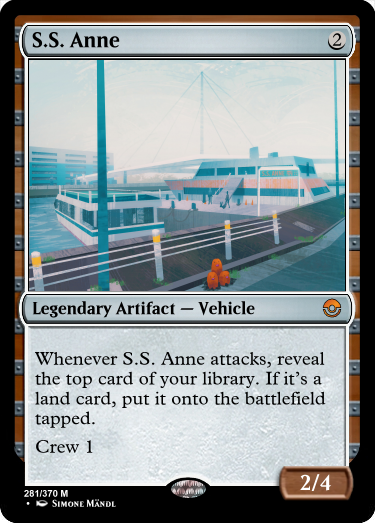 S.S. Anne
2
Legendary Artifact — Vehicle
Whenever S.S. Anne attacks, reveal
the top card of your library. If it's a
land card, put it onto the battlefield
tapped.
Crew 1
2/4
281/370 M
• Simone Mändl